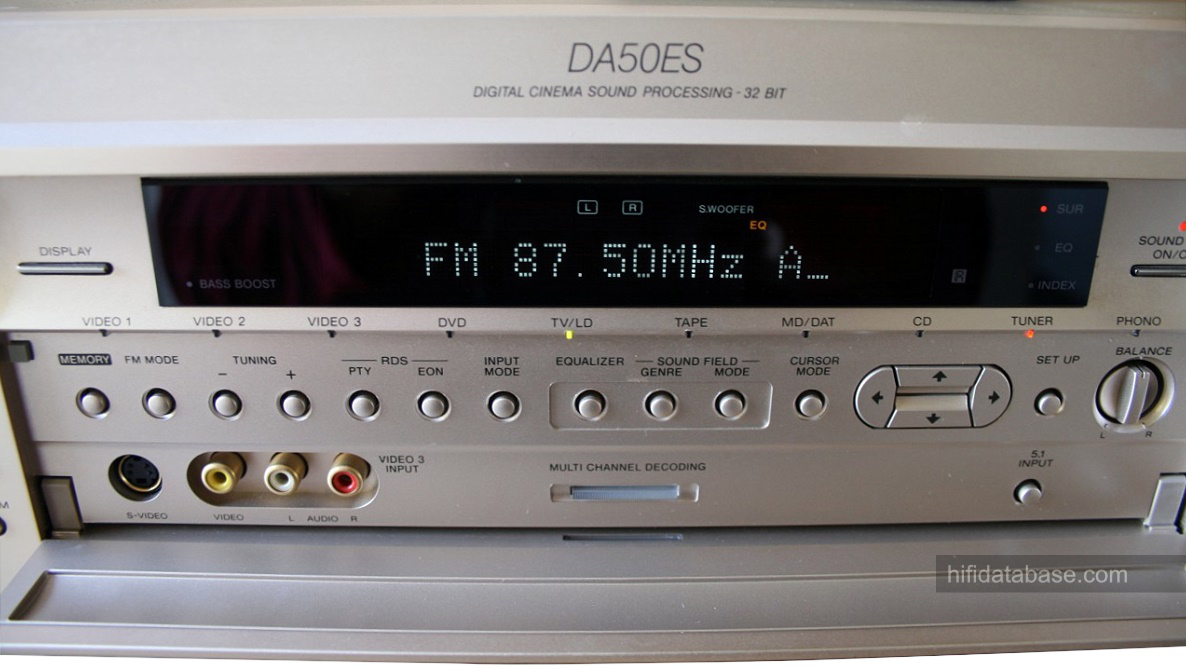 DA50ES
DIGITAL CINEMA SOUND PROCESSING - 32 BIT
L R S.WOOFER
EQ
FM 87.50MHz A_
R
SUR
EQ
INDEX
BASS BOOST
DISPLAY
SOUND
VIDEO 1 VIDEO 2 VIDEO 3 DVD TV/LD TAPE MD/DAT CD TUNER PHONO
MEMORY FM MODE TUNING RDS INPUT MODE EQUALIZER SOUND FIELD CURSOR MODE SET UP BALANCE
- + PTY EON GENRE MODE
L R
S-VIDEO VIDEO L AUDIO R
VIDEO 3
INPUT
MULTI CHANNEL DECODING
5.1
INPUT
hifidatabase.com